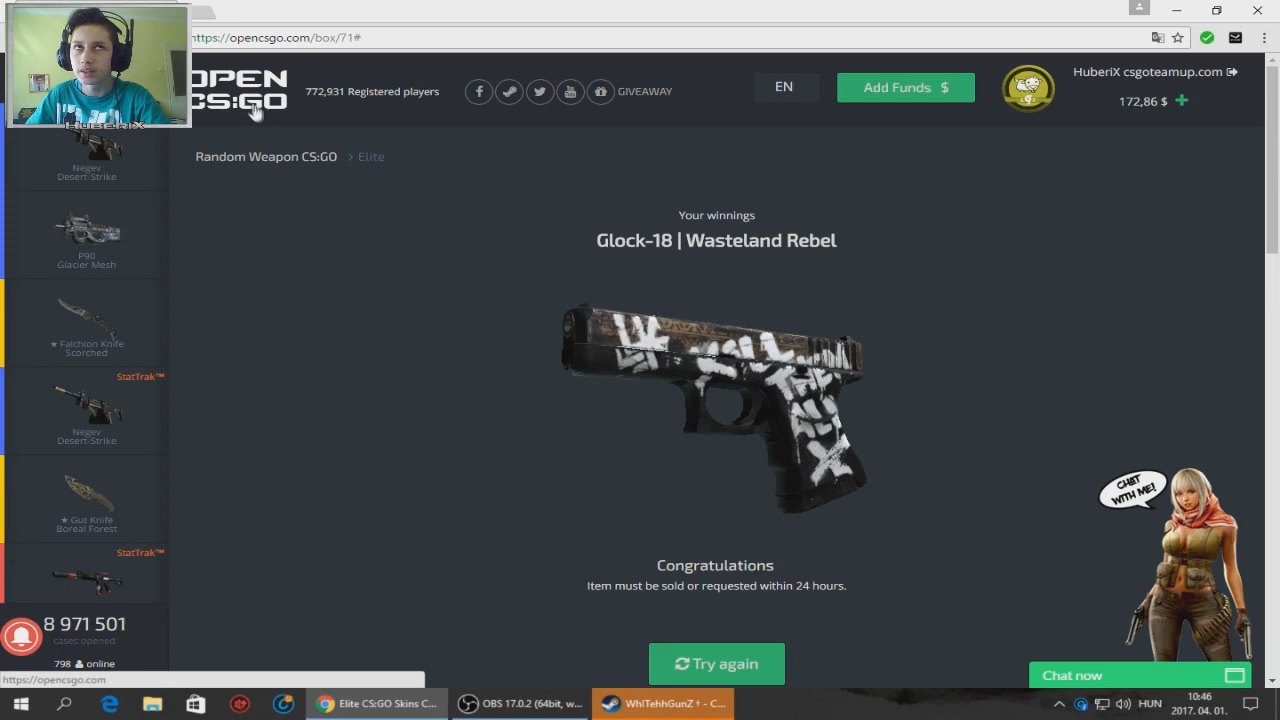 https://opencsgo.com/box/71#
OPEN
CS:GO
772,931 Registered players
GIVEAWAY
EN
Add Funds $
HuberiX csgoteamup.com
172,86 $
HuberiX
Negev
Desert-Strike
P90
Glacier Mesh
★ Falchion Knife
Scorched
StatTrak™
Negev
Desert-Strike
★ Gut Knife
Boreal Forest
StatTrak™
8 971 501
cases opened
798 online
Random Weapon CS:GO > Elite
Your winnings
Glock-18 | Wasteland Rebel
Congratulations
Item must be sold or requested within 24 hours.
Try again
CHAT
WITH ME!
Chat now
https://opencsgo.com
Elite CS:GO Skins C...
OBS 17.0.2 (64bit, w...
WhITehhGunZ † - C...
HUN
10:46
2017. 04. 01.